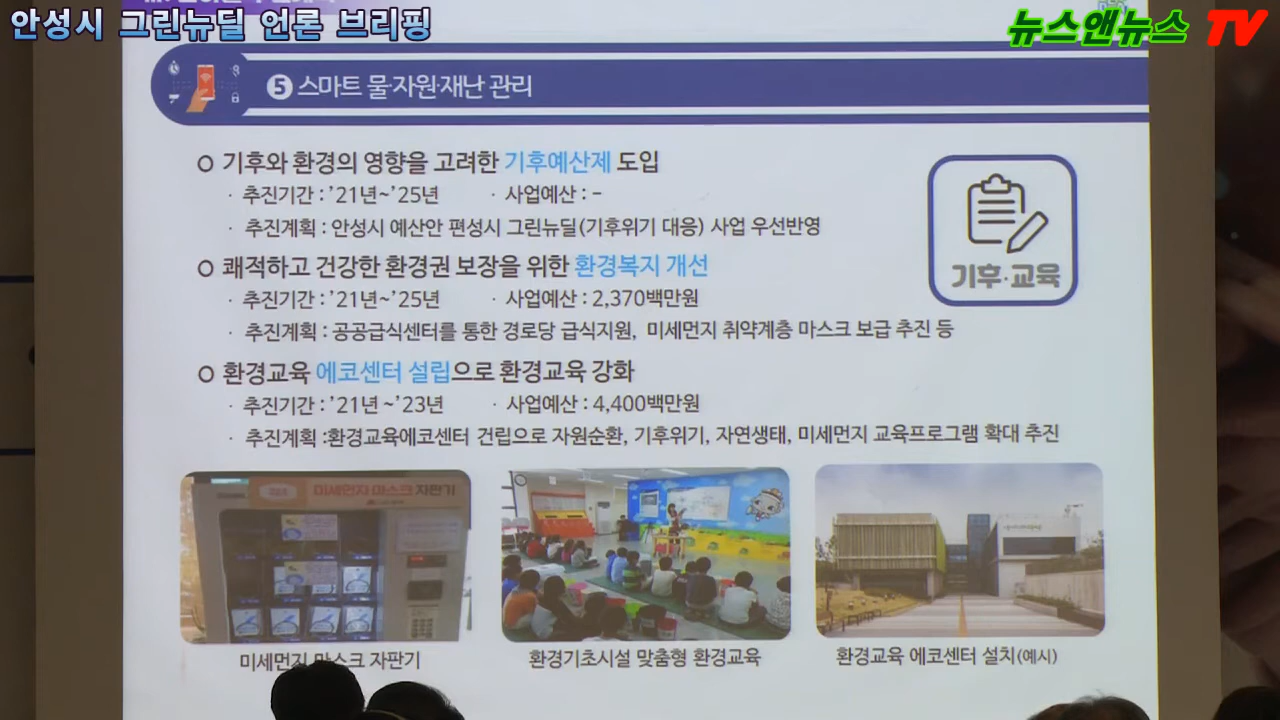 안성시 그린뉴딜 언론 브리핑
뉴스앤뉴스 TV
5 스마트 물·자원·재난 관리
기후와 환경의 영향을 고려한 기후예산제 도입
· 추진기간 : '21년~'25년 · 사업예산 : -
· 추진계획 : 안성시 예산안 편성시 그린뉴딜(기후위기 대응) 사업 우선반영
기후·교육
쾌적하고 건강한 환경권 보장을 위한 환경복지 개선
· 추진기간 : '21년~'25년 · 사업예산 : 2,370백만원
· 추진계획 : 공공급식센터를 통한 경로당 급식지원, 미세먼지 취약계층 마스크 보급 추진 등
환경교육 에코센터 설립으로 환경교육 강화
· 추진기간 : '21년 ~'23년 · 사업예산 : 4,400백만원
· 추진계획 :환경교육에코센터 건립으로 자원순환, 기후위기, 자연생태, 미세먼지 교육프로그램 확대 추진
미세먼지 마스크 자판기
미세먼지 마스크 자판기
환경기초시설 맞춤형 환경교육
환경교육 에코센터 설치(예시)